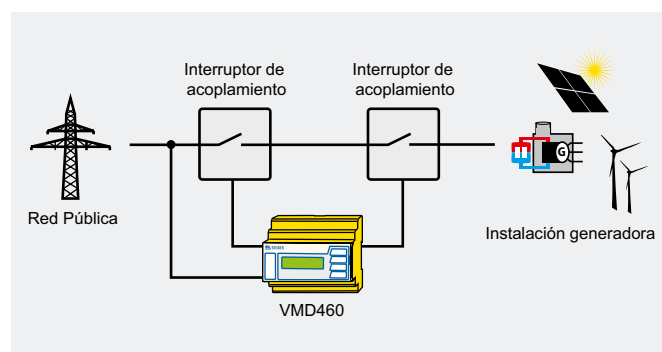 Interruptor de
acoplamiento
Interruptor de
acoplamiento
Red Pública
G
Instalación generadora
VMD460